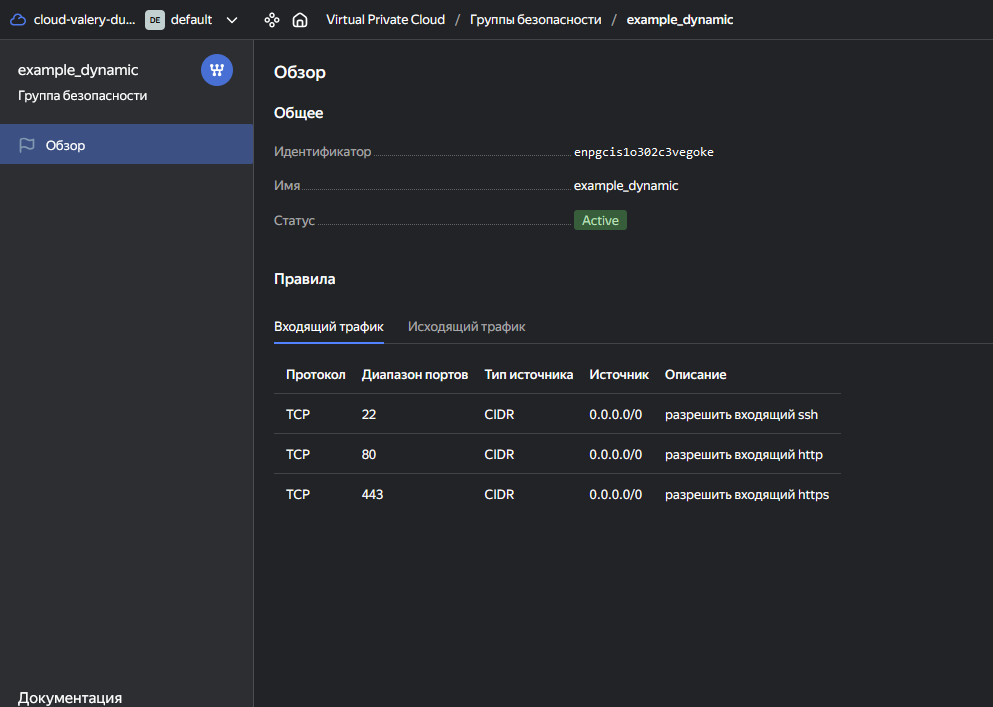 cloud-valery-du... DE default Virtual Private Cloud / Группы безопасности / example_dynamic
example_dynamic
Группа безопасности
Обзор
Обзор
Общее
Идентификатор enpgcis1o302c3vegoke
Имя example_dynamic
Статус Active
Правила
Входящий трафик Исходящий трафик
Протокол Диапазон портов Тип источника Источник Описание
TCP 22 CIDR 0.0.0.0/0 разрешить входящий ssh
TCP 80 CIDR 0.0.0.0/0 разрешить входящий http
TCP 443 CIDR 0.0.0.0/0 разрешить входящий https
Документация